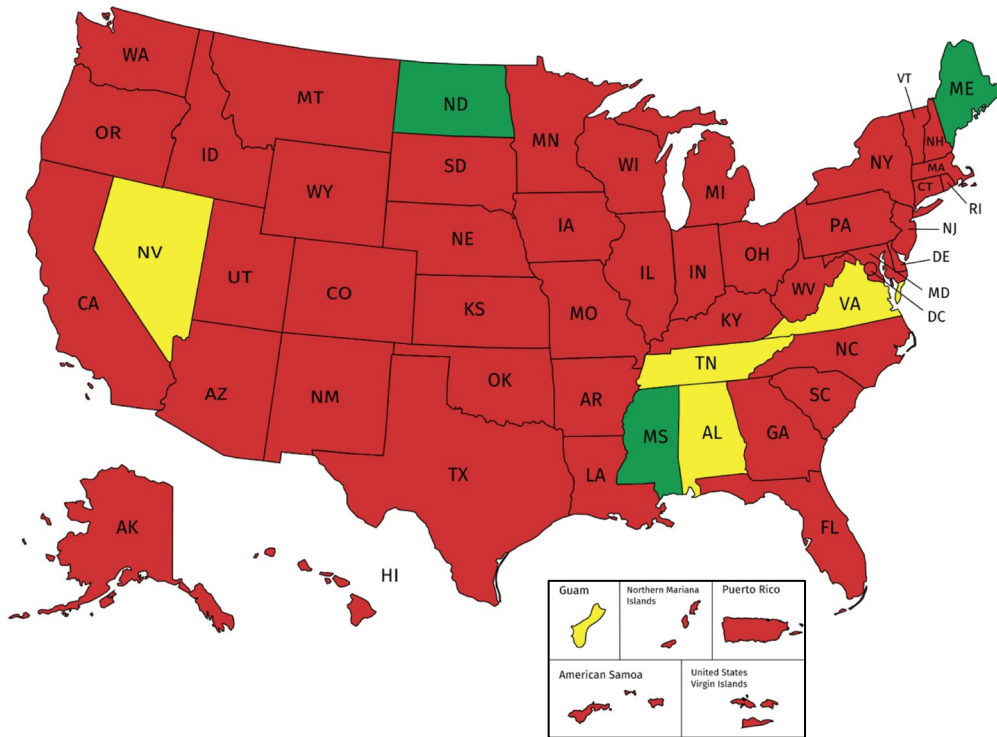 WA
MT
ND
MN
VT
ME
OR
ID
SD
WI
MI
NY
NH
MA
CT
RI
WY
IA
PA
NJ
NE
OH
NV
UT
IL
IN
DE
CA
CO
WV
MD
VA
KS
MO
KY
DC
NC
TN
OK
AZ
NM
AR
SC
MS
AL
GA
TX
LA
AK
FL
HI
Guam
Northern Mariana
Islands
Puerto Rico
American Samoa
United States
Virgin Islands